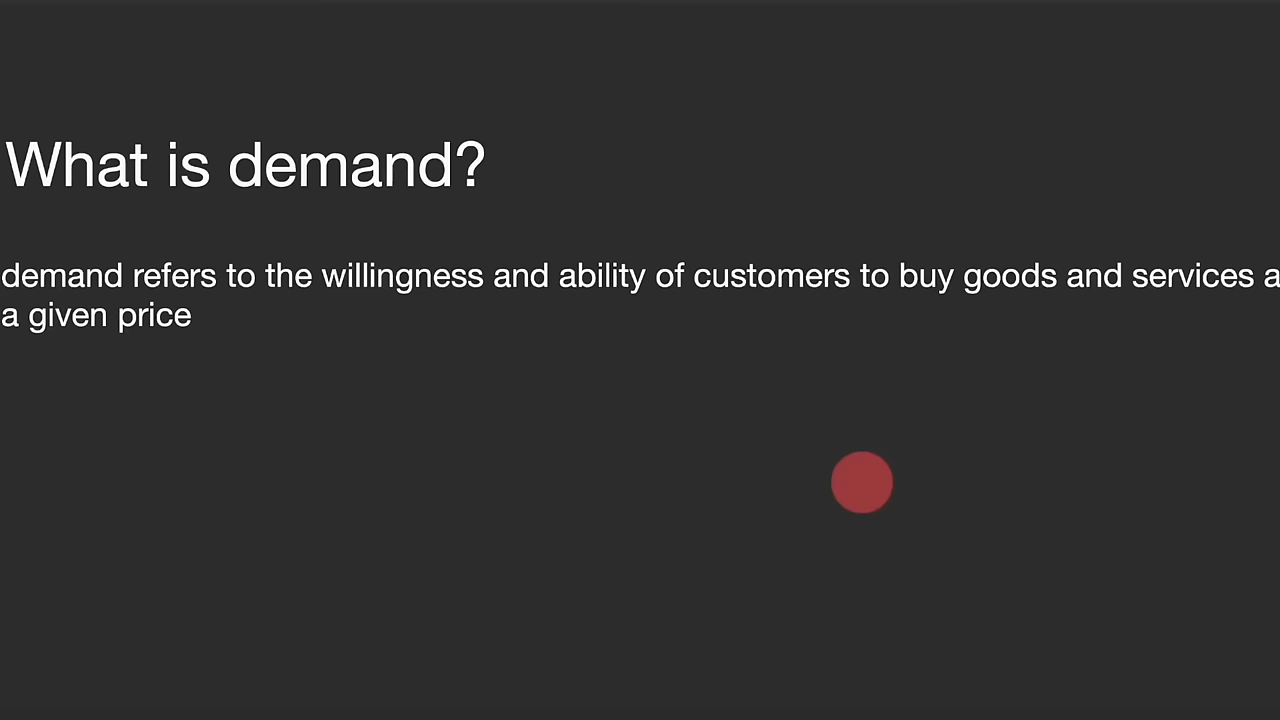 What is demand?
demand refers to the willingness and ability of customers to buy goods and services a
a given price